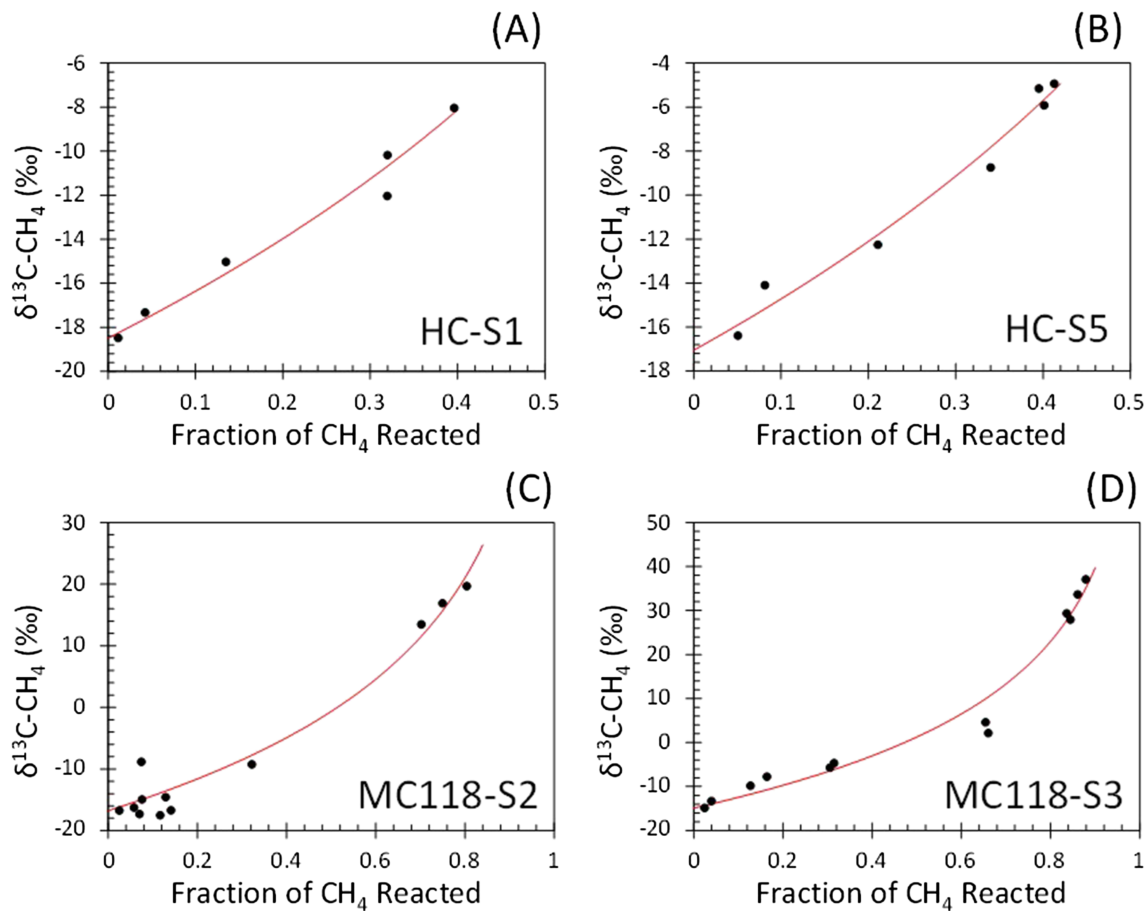 (A)
-6
-8
-10
-12
-14
-16
-18
-20
δ¹³C-CH₄ (‰)
HC-S1
0 0.1 0.2 0.3 0.4 0.5
Fraction of CH₄ Reacted
(B)
-4
-6
-8
-10
-12
-14
-16
-18
δ¹³C-CH₄ (‰)
HC-S5
0 0.1 0.2 0.3 0.4 0.5
Fraction of CH₄ Reacted
(C)
30
20
10
0
-10
-20
δ¹³C-CH₄ (‰)
MC118-S2
0 0.2 0.4 0.6 0.8 1
Fraction of CH₄ Reacted
(D)
50
40
30
20
10
0
-10
-20
δ¹³C-CH₄ (‰)
MC118-S3
0 0.2 0.4 0.6 0.8 1
Fraction of CH₄ Reacted